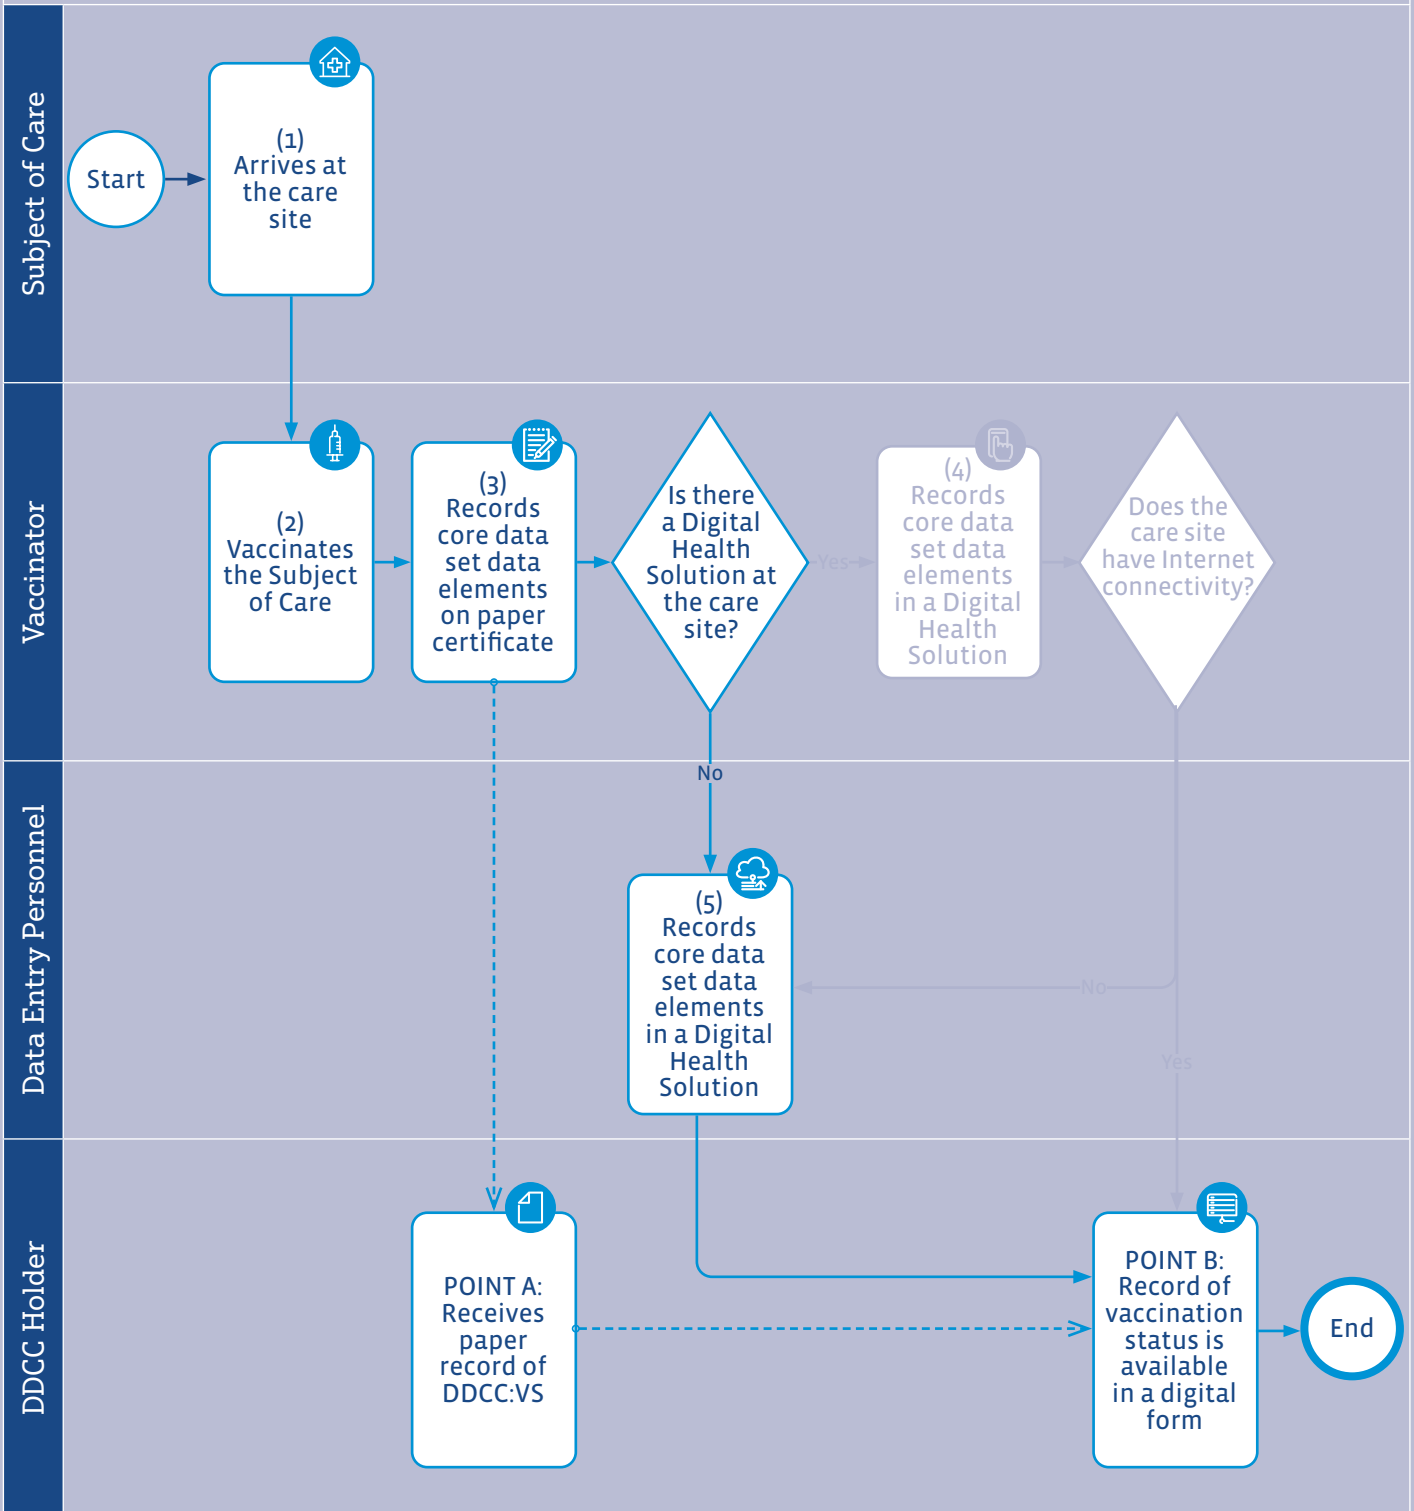 Subject of Care
Start
(1)
Arrives at
the care
site
Vaccinator
(2)
Vaccinates
the Subject
of Care
(3)
Records
core data
set data
elements
on paper
certificate
Is there
a Digital
Health
Solution at
the care
site?
Yes
(4)
Records
core data
set data
elements
in a Digital
Health
Solution
Does the
care site
have Internet
connectivity?
No
Data Entry Personnel
(5)
Records
core data
set data
elements
in a Digital
Health
Solution
No
Yes
DDCC Holder
POINT A:
Receives
paper
record of
DDCC:VS
POINT B:
Record of
vaccination
status is
available
in a digital
form
End